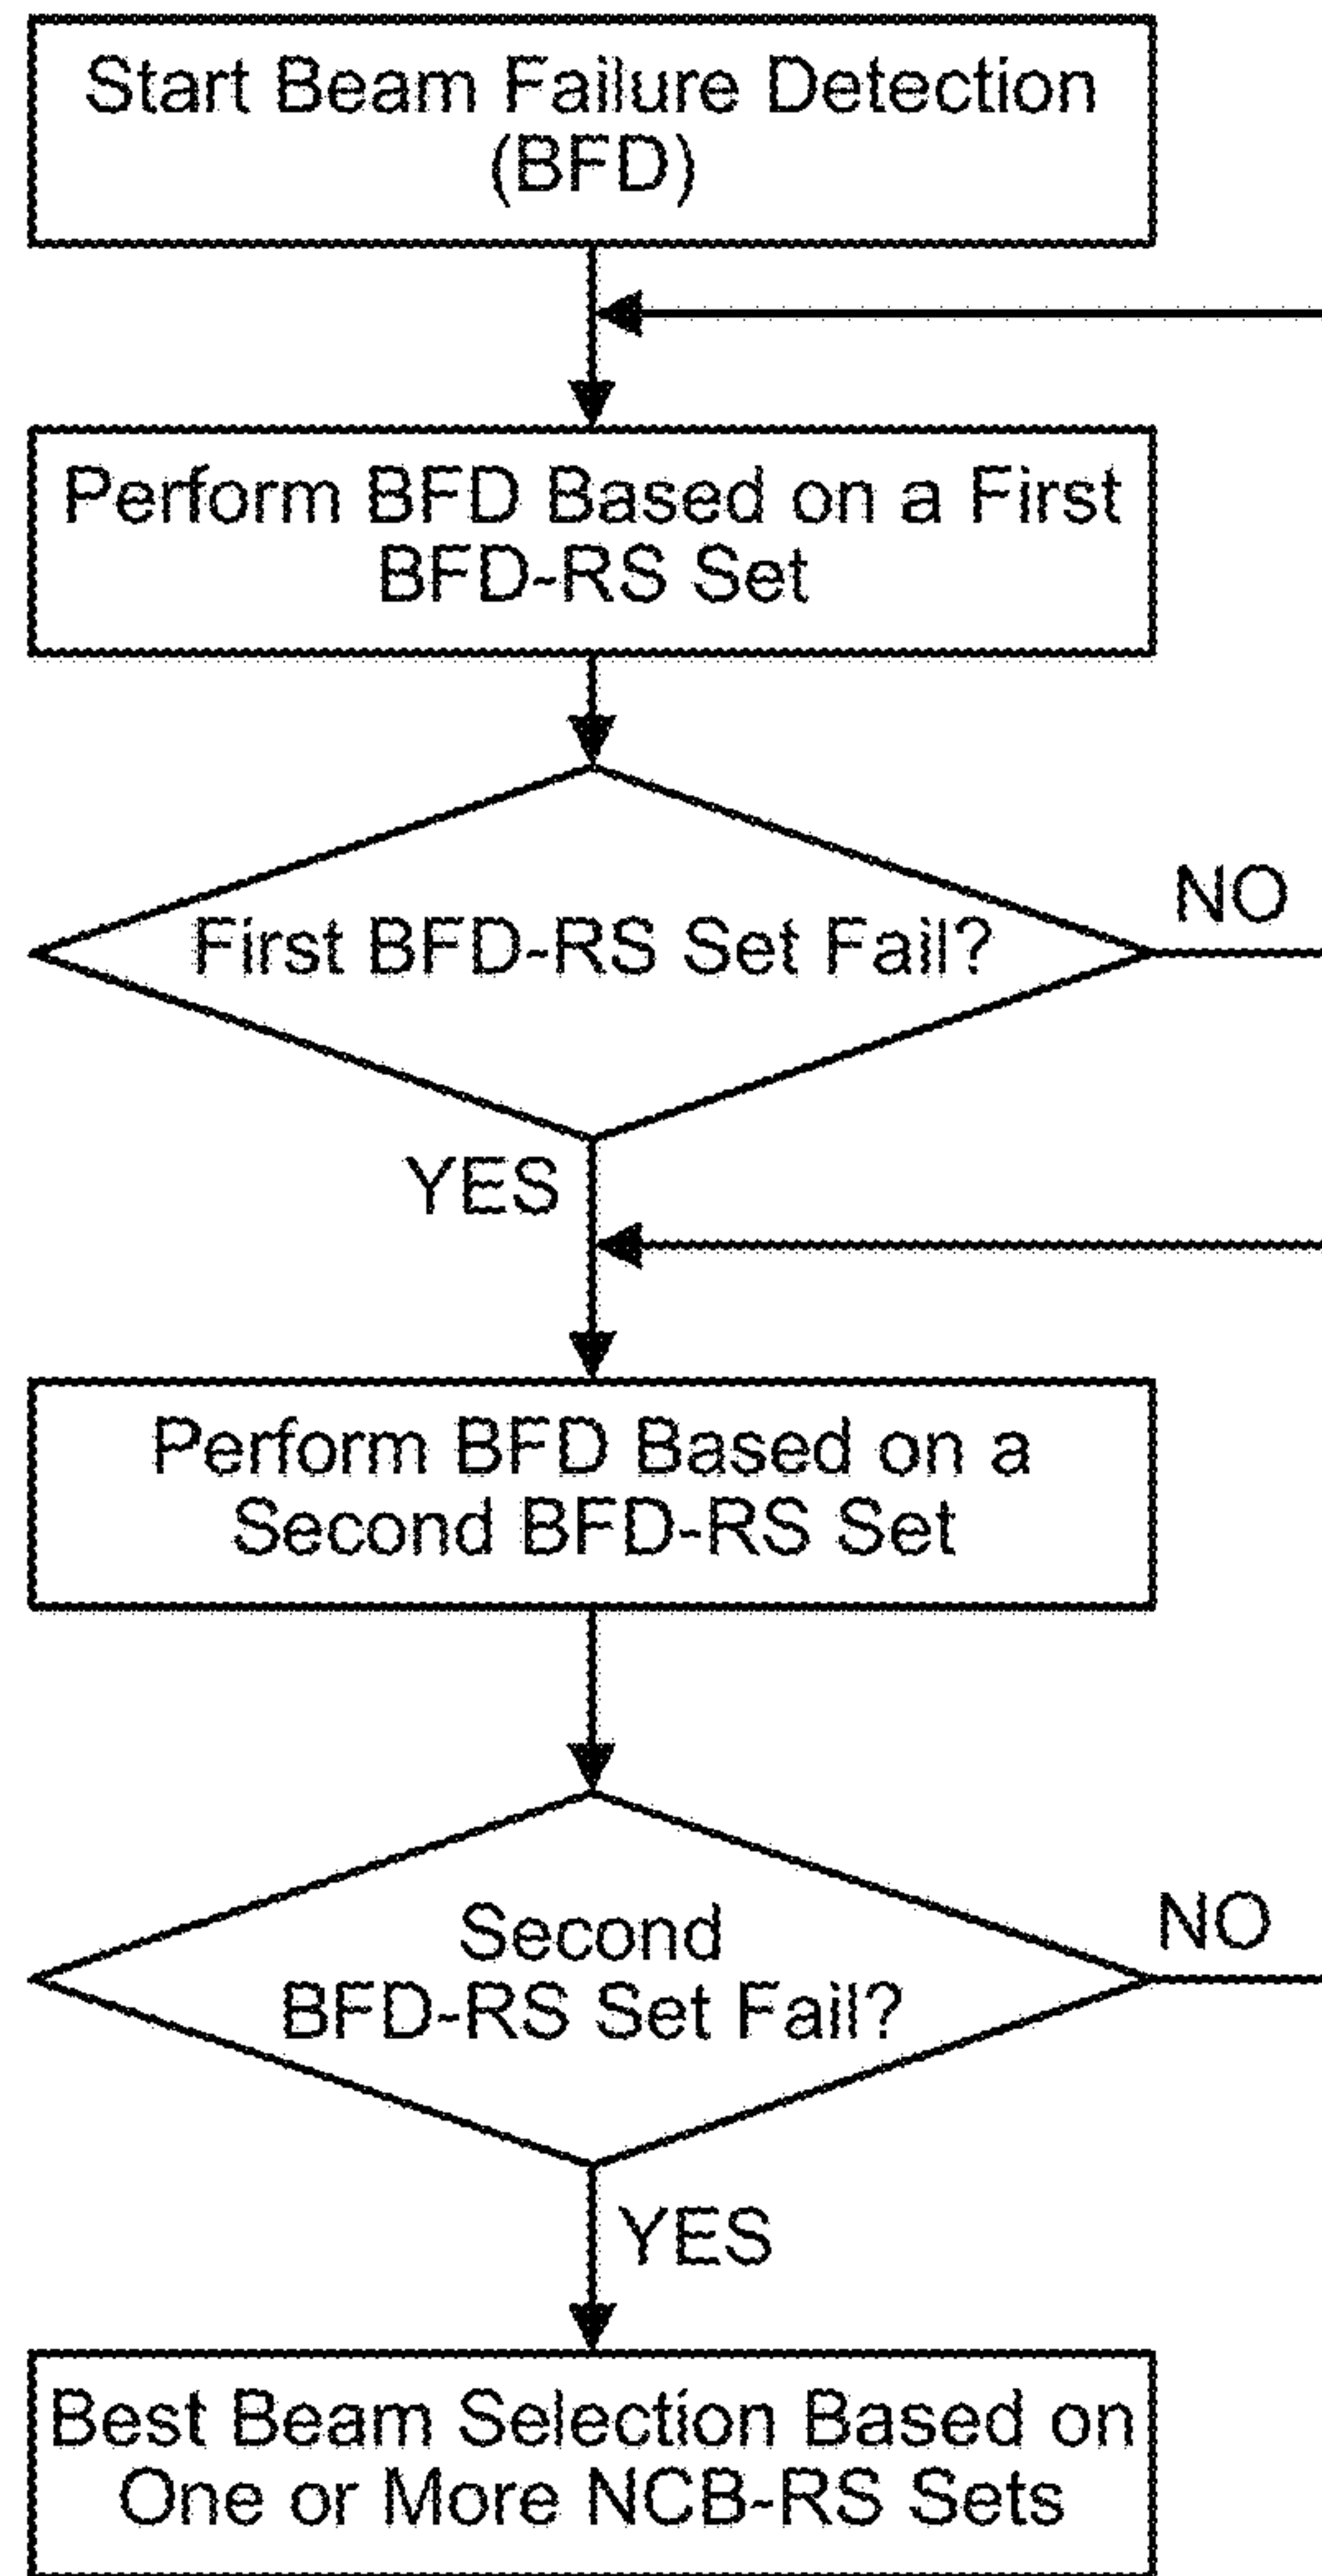 Start Beam Failure Detection
(BFD)
Perform BFD Based on a First
BFD-RS Set
First BFD-RS Set Fail?
NO
YES
Perform BFD Based on a
Second BFD-RS Set
Second
BFD-RS Set Fail?
NO
YES
Best Beam Selection Based on
One or More NCB-RS Sets